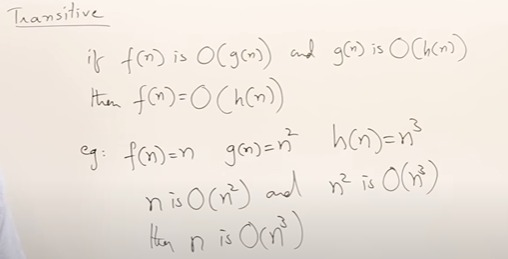 Transitive
if f(n) is O(g(n)) and g(n) is O(h(n))
then f(n)=O(h(n))
eg: f(n)=n g(n)=n² h(n)=n³
n is O(n²) and n² is O(n³)
then n is O(n³)